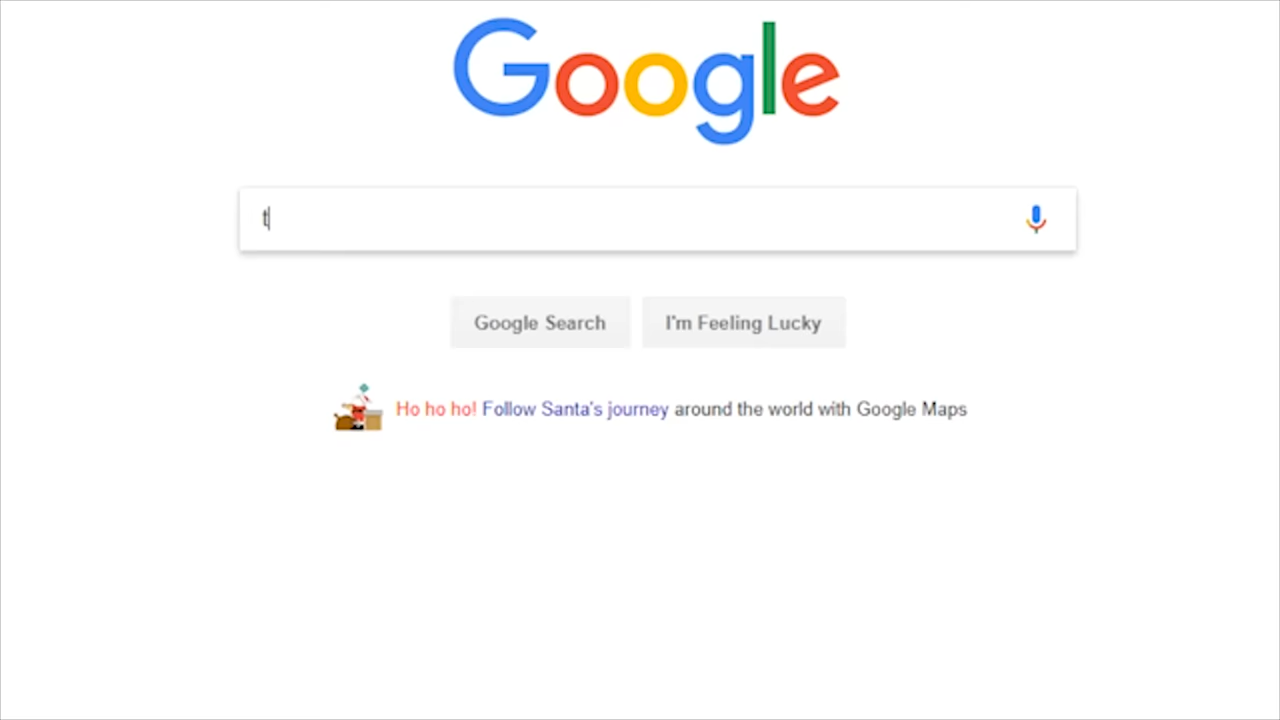 Google
t
Google Search
I'm Feeling Lucky
Ho ho ho! Follow Santa's journey around the world with Google Maps